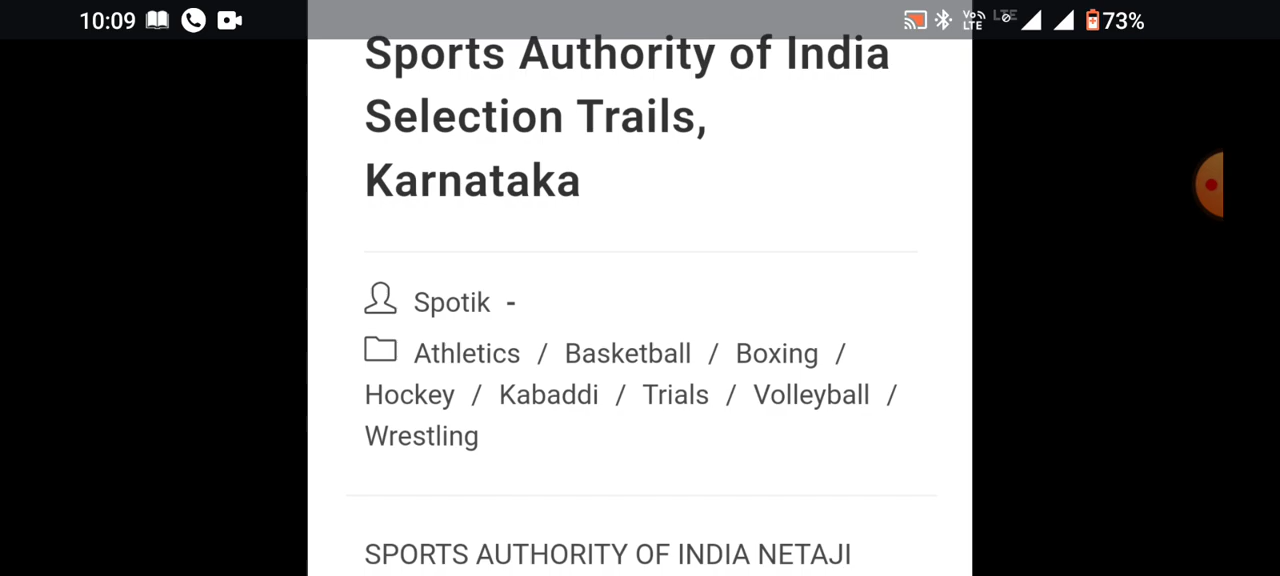 10:09 73%
Sports Authority of India
Selection Trails,
Karnataka
Spotik -
Athletics / Basketball / Boxing /
Hockey / Kabaddi / Trials / Volleyball /
Wrestling
SPORTS AUTHORITY OF INDIA NETAJI